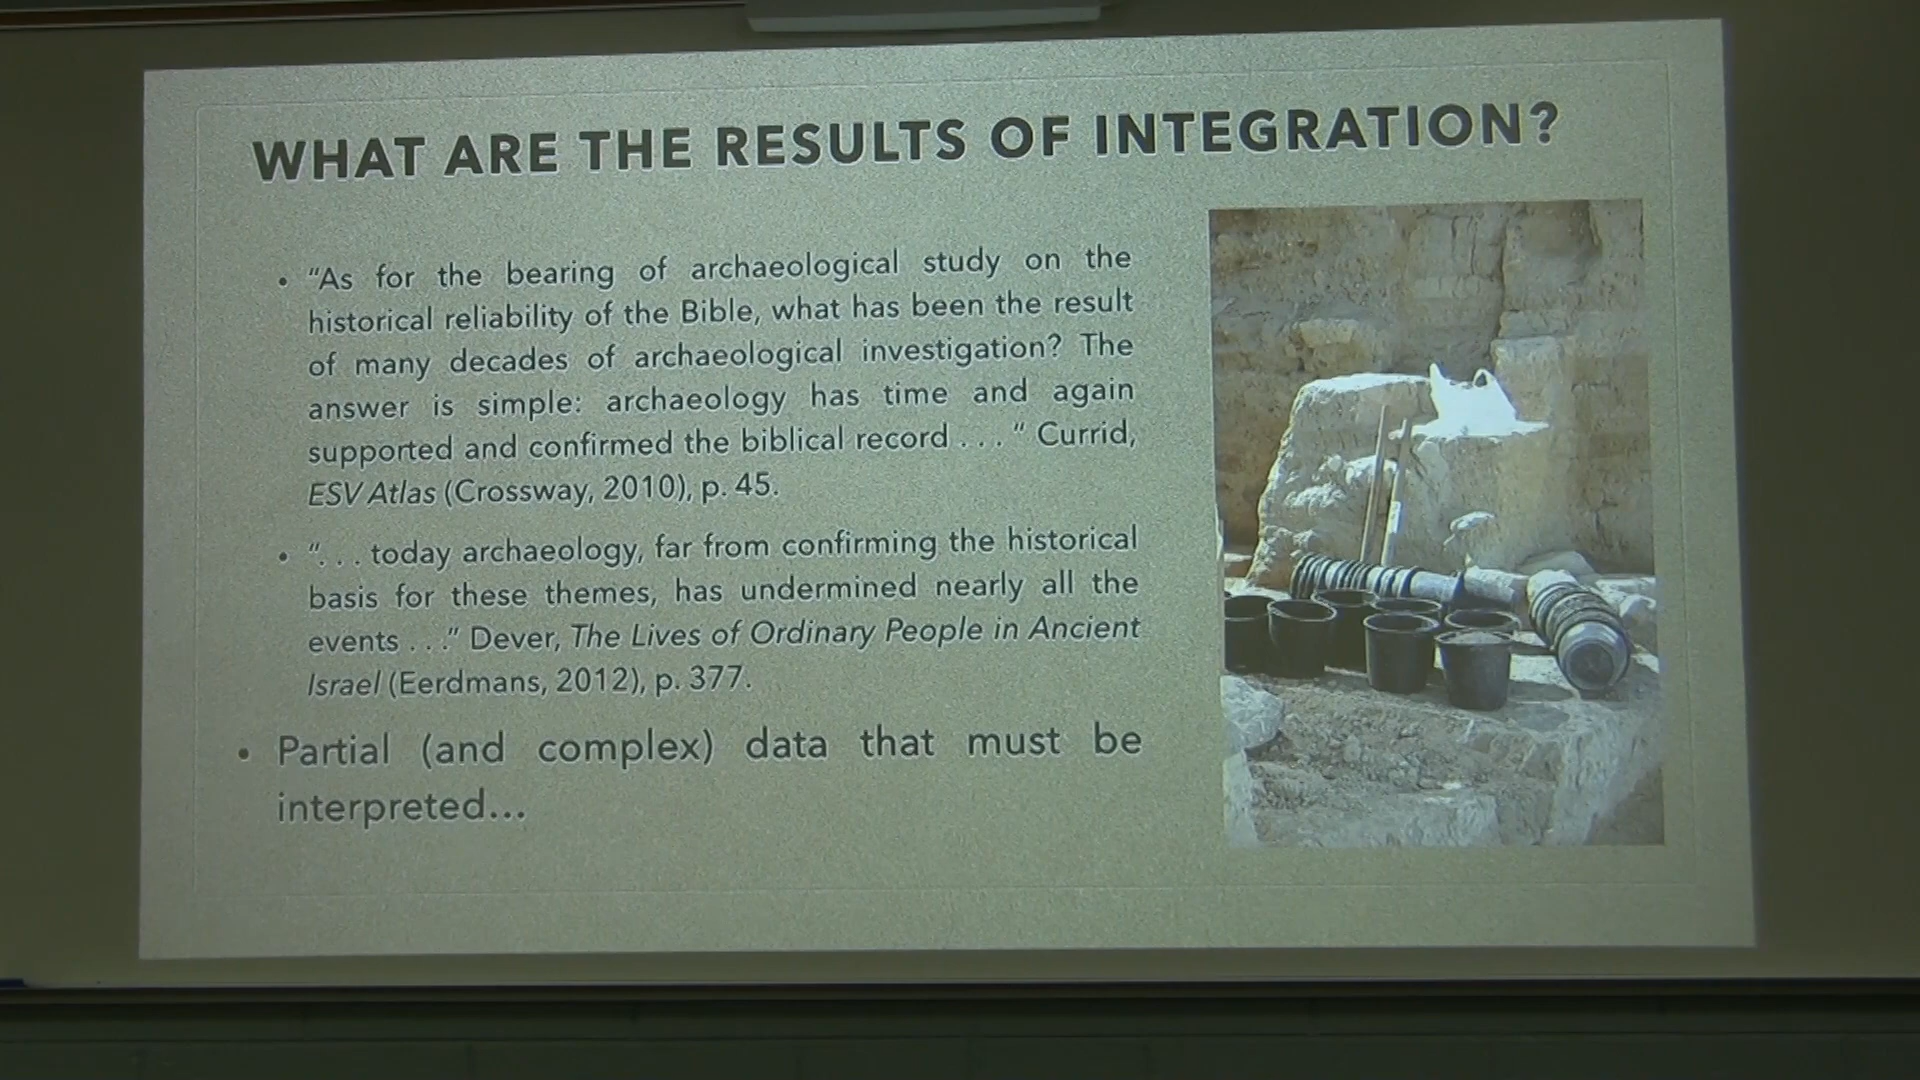 WHAT ARE THE RESULTS OF INTEGRATION?
• “As for the bearing of archaeological study on the
historical reliability of the Bible, what has been the result
of many decades of archaeological investigation? The
answer is simple: archaeology has time and again
supported and confirmed the biblical record . . . “ Currid,
ESV Atlas (Crossway, 2010), p. 45.
• “. . . today archaeology, far from confirming the historical
basis for these themes, has undermined nearly all the
events . . .” Dever, The Lives of Ordinary People in Ancient
Israel (Eerdmans, 2012), p. 377.
• Partial (and complex) data that must be
interpreted...